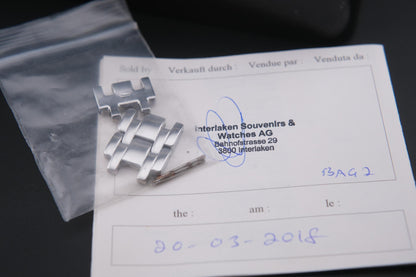 Sold by Verkauft durch : Vendue par : Venduta da :
Interlaken Souvenirs &
Watches AG
Bahnhofstrasse 29
3800 Interlaken
BAG 2
the : am : le :
20-03-2018